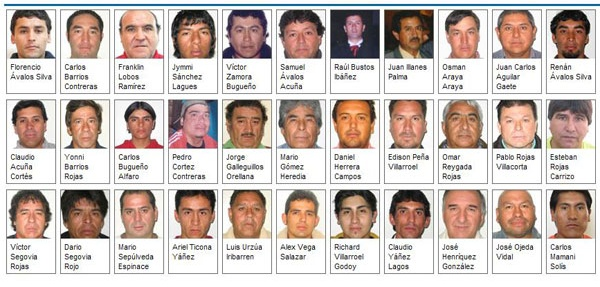 Florencio
Ávalos Silva
Carlos
Barrios
Contreras
Franklin
Lobos
Ramírez
Jymmi
Sánchez
Lagues
Víctor
Zamora
Bugueño
Samuel
Ávalos
Acuña
Raúl Bustos
Ibáñez
Juan Illanes
Palma
Osman
Araya
Araya
Juan Carlos
Aguilar
Gaete
Renán
Ávalos Silva
Claudio
Acuña
Cortés
Yonni
Barrios
Rojas
Carlos
Bugueño
Alfaro
Pedro
Cortez
Contreras
Jorge
Galleguillos
Orellana
Mario
Gómez
Heredia
Daniel
Herrera
Campos
Edison Peña
Villarroel
Omar
Reygada
Rojas
Pablo Rojas
Villacorta
Esteban
Rojas
Carrizo
Víctor
Segovia
Rojas
Dario
Segovia
Rojo
Mario
Sepúlveda
Espinace
Ariel Ticona
Yáñez
Luis Urzúa
Iribarren
Alex Vega
Salazar
Richard
Villarroel
Godoy
Claudio
Yáñez
Lagos
José
Henríquez
González
José Ojeda
Vidal
Carlos
Mamani
Solís